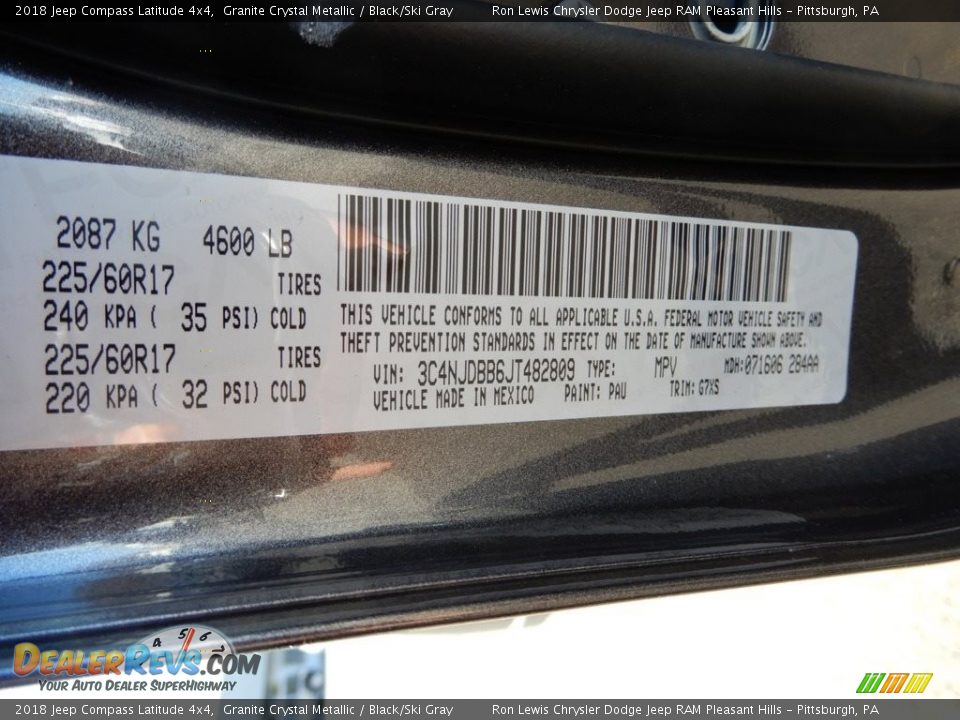 2018 Jeep Compass Latitude 4x4, Granite Crystal Metallic / Black/Ski Gray Ron Lewis Chrysler Dodge Jeep RAM Pleasant Hills - Pittsburgh, PA
2087 KG 4600 LB
225/60R17 TIRES
240 KPA ( 35 PSI) COLD
225/60R17 TIRES
220 KPA ( 32 PSI) COLD
THIS VEHICLE CONFORMS TO ALL APPLICABLE U.S.A. FEDERAL MOTOR VEHICLE SAFETY AND
THEFT PREVENTION STANDARDS IN EFFECT ON THE DATE OF MANUFACTURE SHOWN ABOVE.
VIN: 3C4NJDBB6JT482809 TYPE: MPV MDH:071606 284AA
VEHICLE MADE IN MEXICO PAINT: PAU TRIM: G7XS
4 5 6
DEALERREVS.COM
YOUR AUTO DEALER SUPERHIGHWAY
2018 Jeep Compass Latitude 4x4, Granite Crystal Metallic / Black/Ski Gray Ron Lewis Chrysler Dodge Jeep RAM Pleasant Hills - Pittsburgh, PA